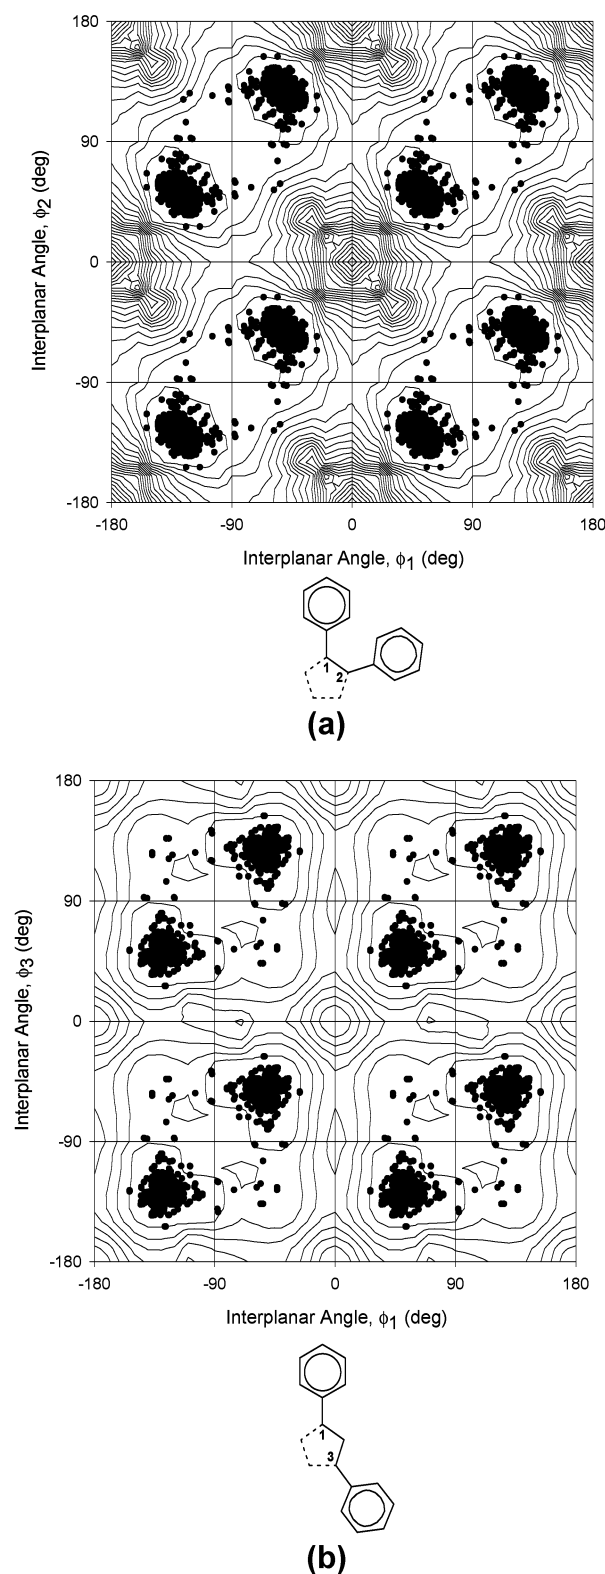 180
90
0
-90
-180
Interplanar Angle, ϕ2 (deg)
-180 -90 0 90 180
Interplanar Angle, ϕ1 (deg)
1
2
(a)
180
90
0
-90
-180
Interplanar Angle, ϕ3 (deg)
-180 -90 0 90 180
Interplanar Angle, ϕ1 (deg)
1
3
(b)